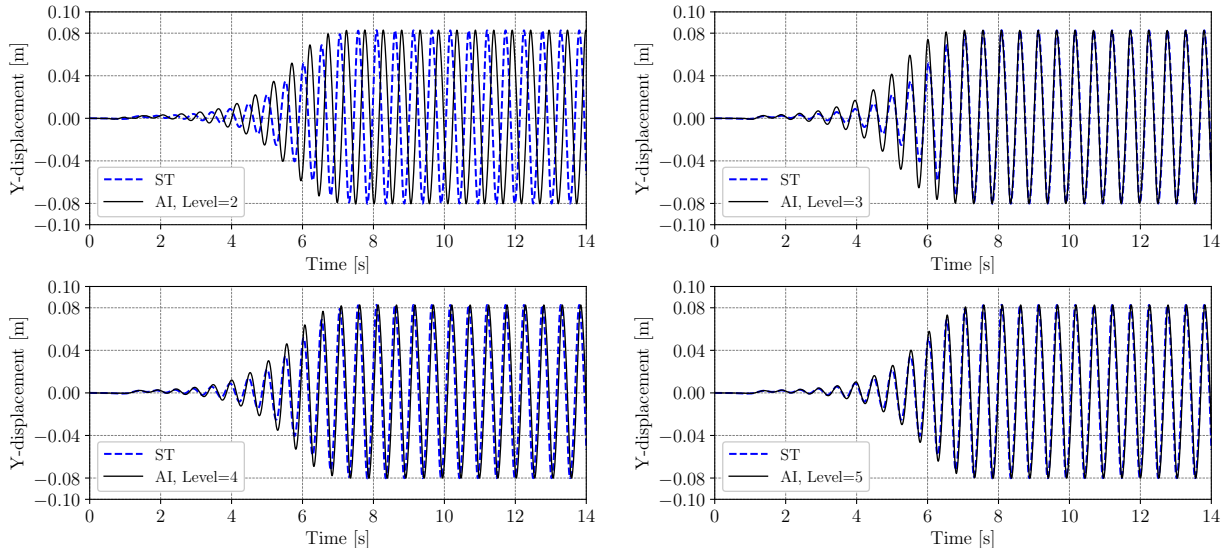 0.10
0.08
0.04
0.00
−0.04
−0.08
−0.10
Y-displacement [m]
ST
AI, Level=2
0 2 4 6 8 10 12 14
Time [s]
0.10
0.08
0.04
0.00
−0.04
−0.08
−0.10
Y-displacement [m]
ST
AI, Level=3
0 2 4 6 8 10 12 14
Time [s]
0.10
0.08
0.04
0.00
−0.04
−0.08
−0.10
Y-displacement [m]
ST
AI, Level=4
0 2 4 6 8 10 12 14
Time [s]
0.10
0.08
0.04
0.00
−0.04
−0.08
−0.10
Y-displacement [m]
ST
AI, Level=5
0 2 4 6 8 10 12 14
Time [s]